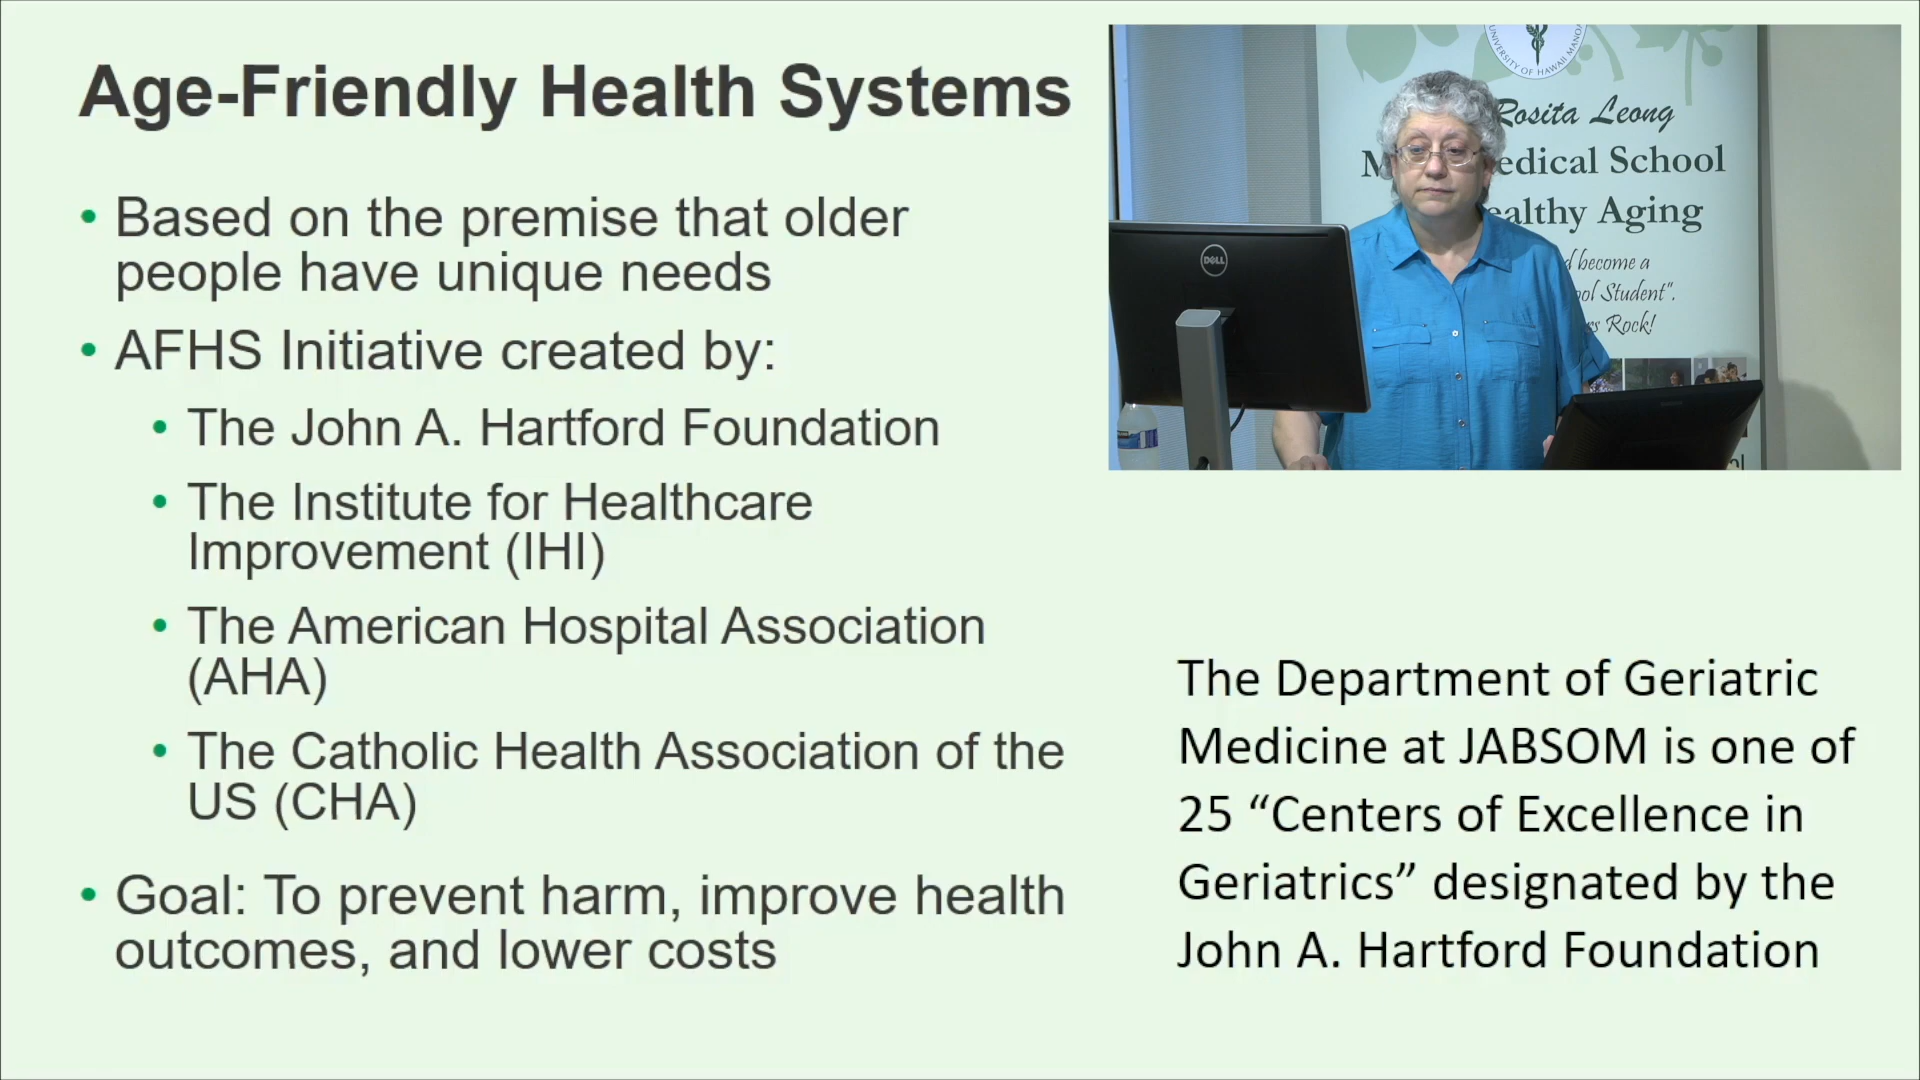 Age-Friendly Health Systems
• Based on the premise that older
people have unique needs
• AFHS Initiative created by:
• The John A. Hartford Foundation
• The Institute for Healthcare
Improvement (IHI)
• The American Hospital Association
(AHA)
• The Catholic Health Association of the
US (CHA)
• Goal: To prevent harm, improve health
outcomes, and lower costs
UNIVERSITY OF HAWAII MANOA
Rosita Leong
School
Aging
become a
Student".
Rock!
DELL
The Department of Geriatric
Medicine at JABSOM is one of
25 “Centers of Excellence in
Geriatrics” designated by the
John A. Hartford Foundation